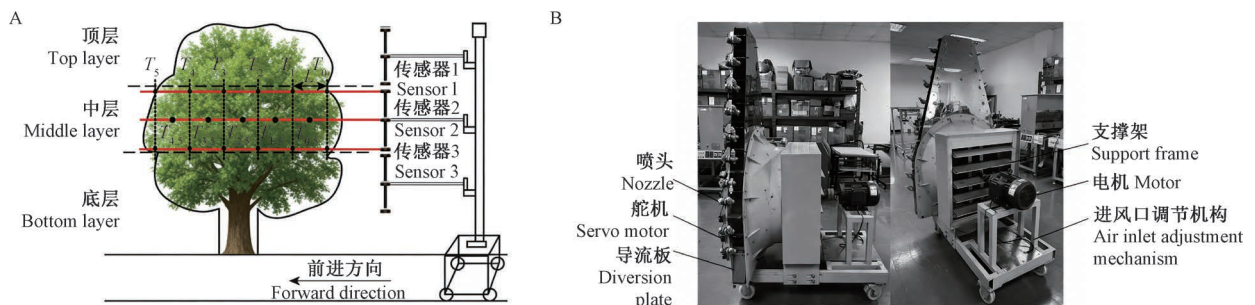 A
顶层
Top layer
T5
中层
Middle layer
底层
Bottom layer
传感器1
Sensor 1
传感器2
Sensor 2
传感器3
Sensor 3
前进方向
Forward direction
B
喷头
Nozzle
舵机
Servo motor
导流板
Diversion
plate
支撑架
Support frame
电机 Motor
进风口调节机构
Air inlet adjustment
mechanism